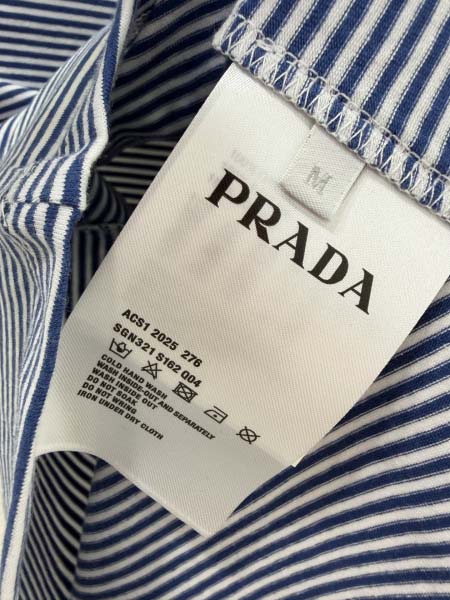 M
PRADA
ACS1 2025 276
SGN321 S162 Q04
COLD HAND WASH
WASH INSIDE-OUT AND SEPARATELY
DO NOT SOAK
DO NOT WRING
IRON UNDER DRY CLOTH